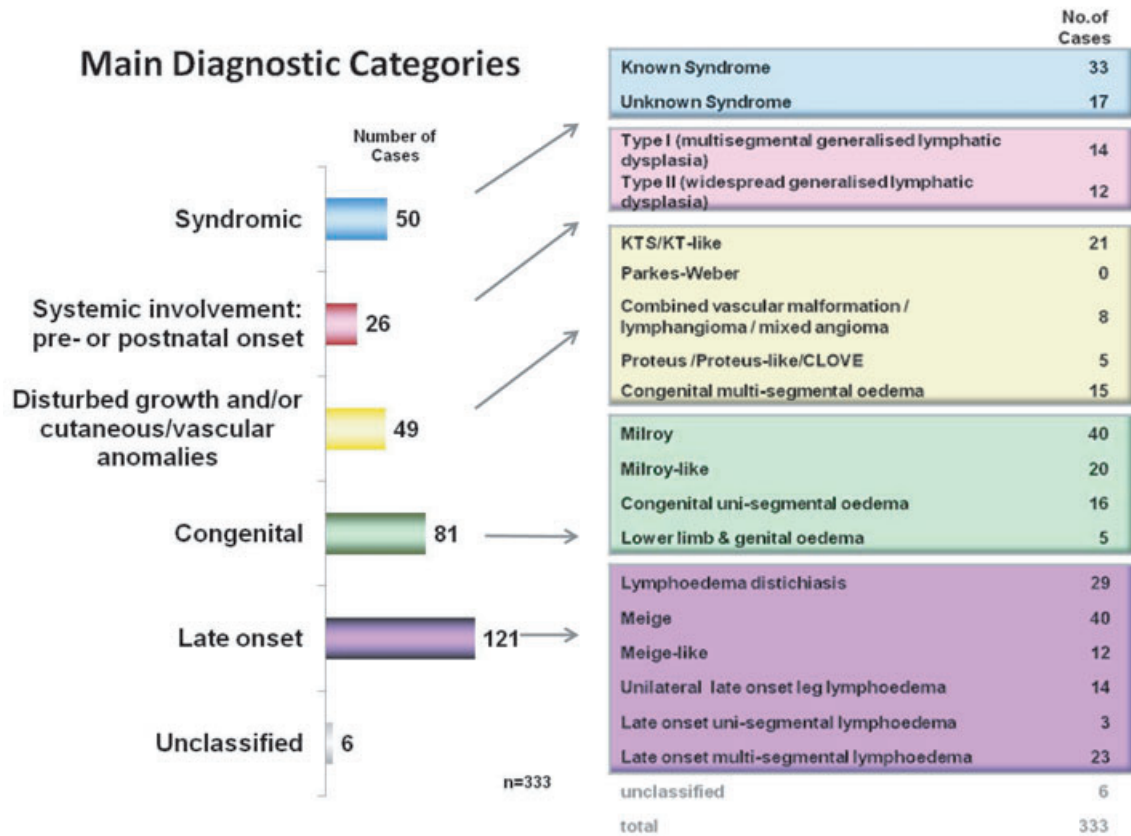 Main Diagnostic Categories
Number of
Cases
Syndromic
50
Systemic involvement:
pre- or postnatal onset
26
Disturbed growth and/or
cutaneous/vascular
anomalies
49
Congenital
81
Late onset
121
Unclassified
6
n=333
No.of
Cases
Known Syndrome 33
Unknown Syndrome 17
Type I (multisegmental generalised lymphatic
dysplasia) 14
Type II (widespread generalised lymphatic
dysplasia) 12
KTS/KT-like 21
Parkes-Weber 0
Combined vascular malformation /
lymphangioma / mixed angioma 8
Proteus /Proteus-like/CLOVE 5
Congenital multi-segmental oedema 15
Milroy 40
Milroy-like 20
Congenital uni-segmental oedema 16
Lower limb & genital oedema 5
Lymphoedema distichiasis 29
Meige 40
Meige-like 12
Unilateral late onset leg lymphoedema 14
Late onset uni-segmental lymphoedema 3
Late onset multi-segmental lymphoedema 23
unclassified 6
total 333